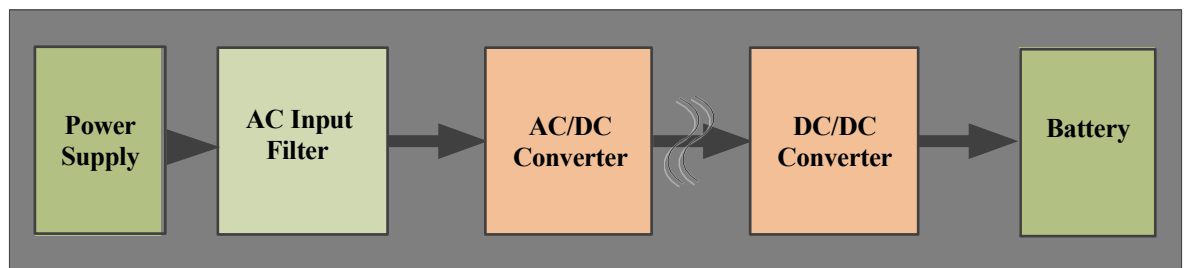 Power
Supply
AC Input
Filter
AC/DC
Converter
DC/DC
Converter
Battery